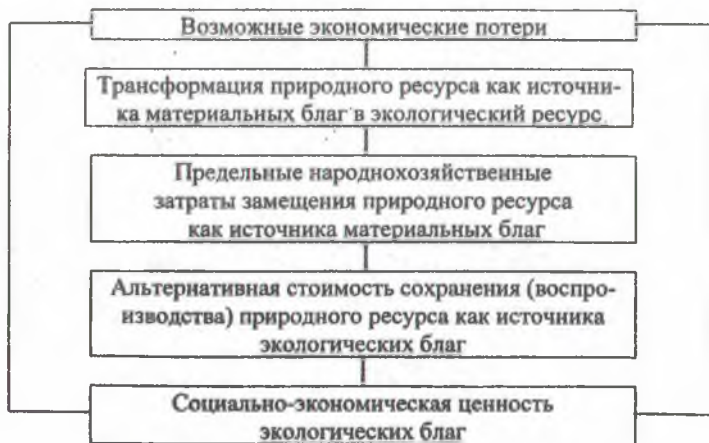 Возможные экономические потери
Трансформация природного ресурса как источни-
ка материальных благ в экологический ресурс
Предельные народнохозяйственные
затраты замещения природного ресурса
как источника материальных благ
Альтернативная стоимость сохранения (воспро-
изводства) природного ресурса как источника
экологических благ
Социально-экономическая ценность
экологических благ